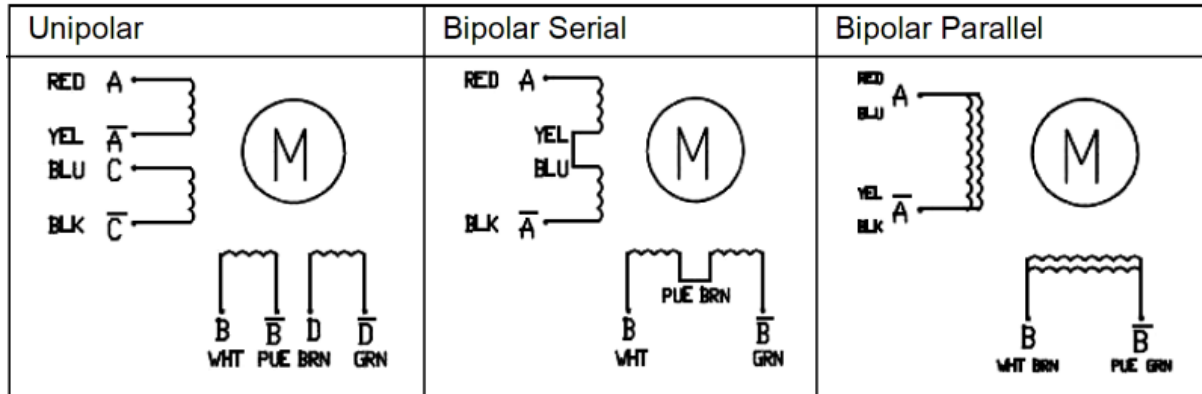 Unipolar
RED A
YEL A̅
BLU C
BLK C̅
M
B B̅ D D̅
WHT PUE BRN GRN
Bipolar Serial
RED A
YEL
BLU
BLK A̅
M
PUE BRN
B B̅
WHT GRN
Bipolar Parallel
RED
A
BLU
YEL
A̅
BLK
M
B B̅
WHT BRN PUE GRN